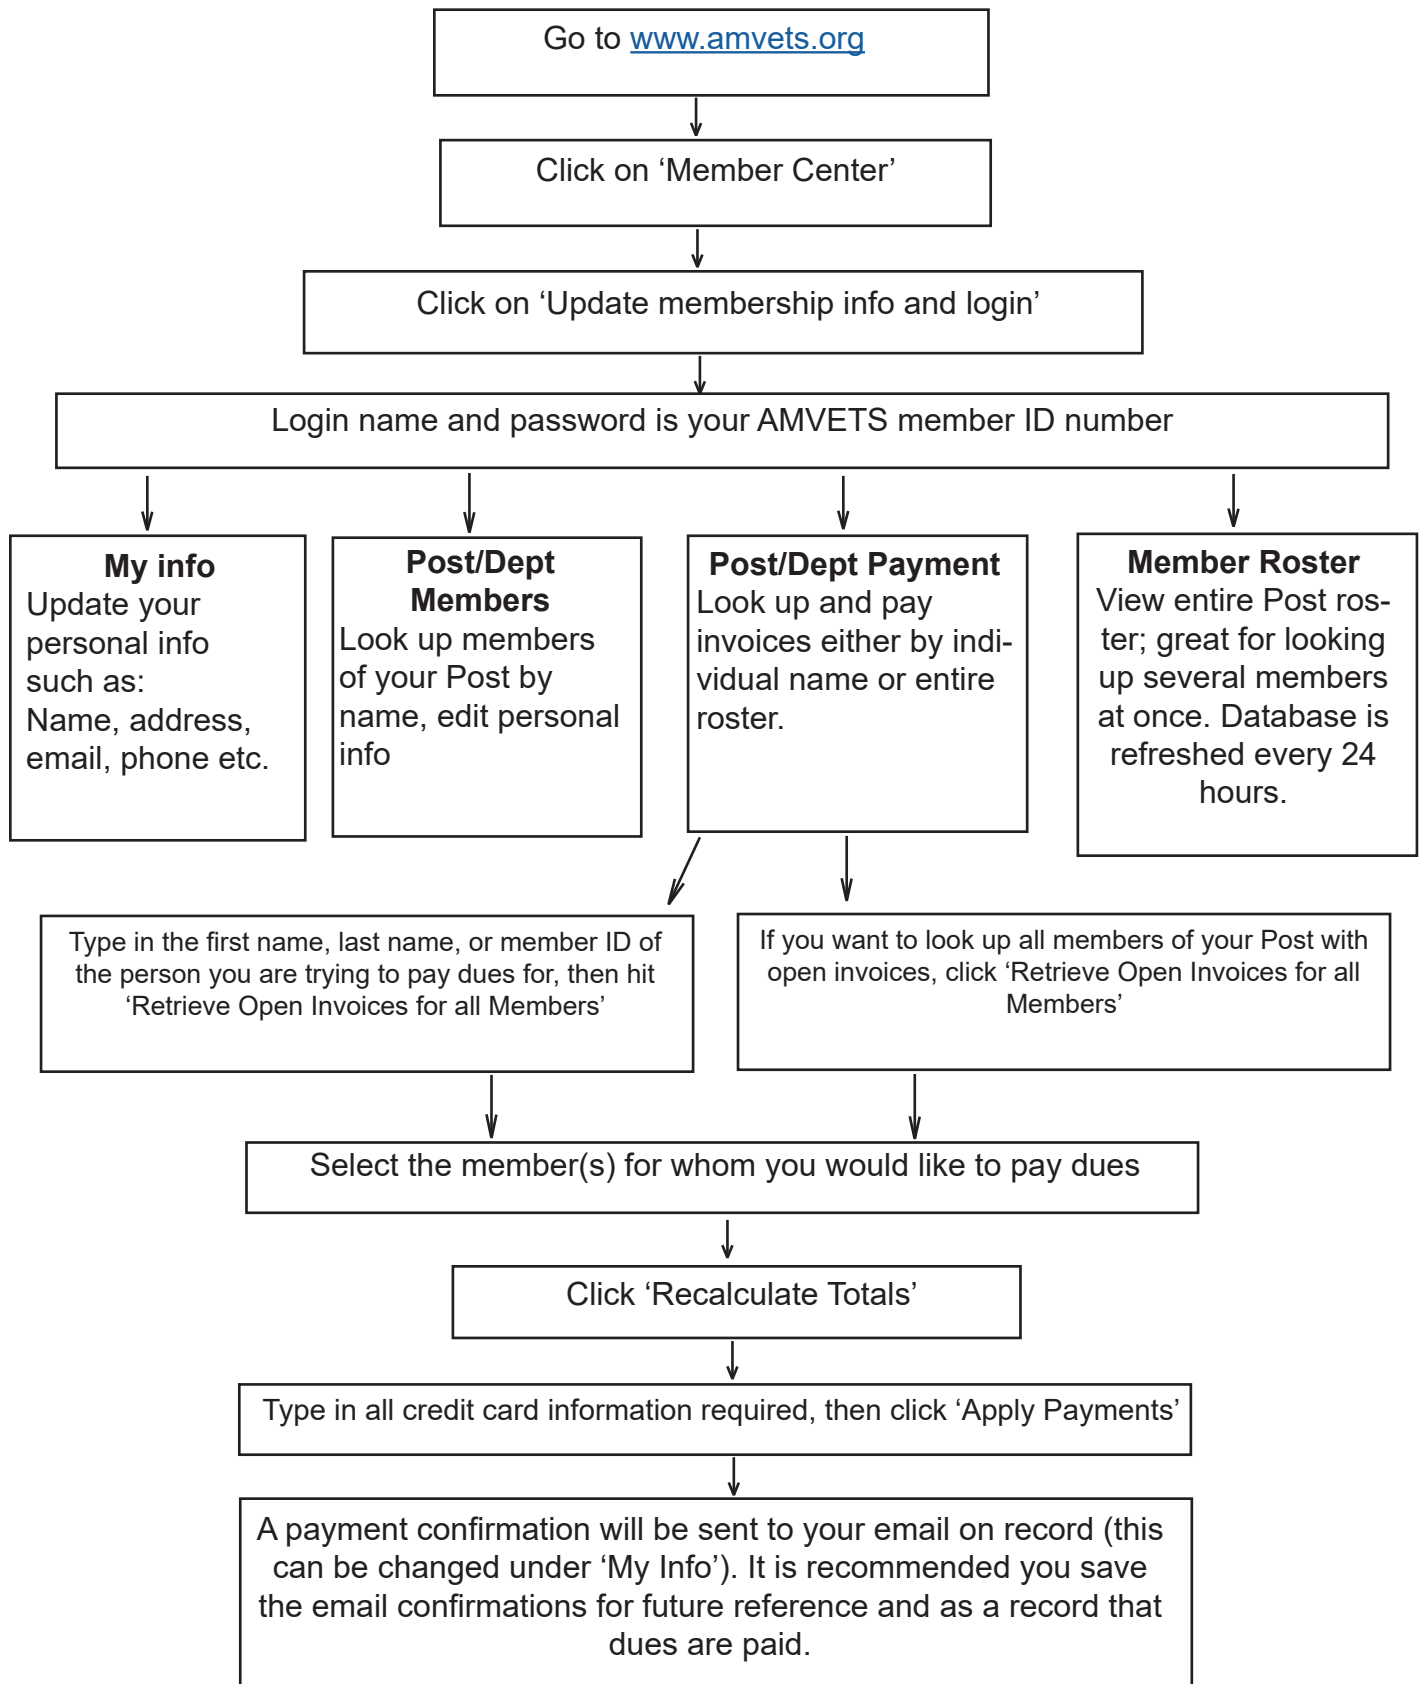 Go to www.amvets.org
Click on ‘Member Center’
Click on ‘Update membership info and login’
Login name and password is your AMVETS member ID number
My info
Update your
personal info
such as:
Name, address,
email, phone etc.
Post/Dept
Members
Look up members
of your Post by
name, edit personal
info
Post/Dept Payment
Look up and pay
invoices either by indi-
vidual name or entire
roster.
Member Roster
View entire Post ros-
ter; great for looking
up several members
at once. Database is
refreshed every 24
hours.
Type in the first name, last name, or member ID of
the person you are trying to pay dues for, then hit
‘Retrieve Open Invoices for all Members’
If you want to look up all members of your Post with
open invoices, click ‘Retrieve Open Invoices for all
Members’
Select the member(s) for whom you would like to pay dues
Click ‘Recalculate Totals’
Type in all credit card information required, then click ‘Apply Payments’
A payment confirmation will be sent to your email on record (this
can be changed under ‘My Info’). It is recommended you save
the email confirmations for future reference and as a record that
dues are paid.